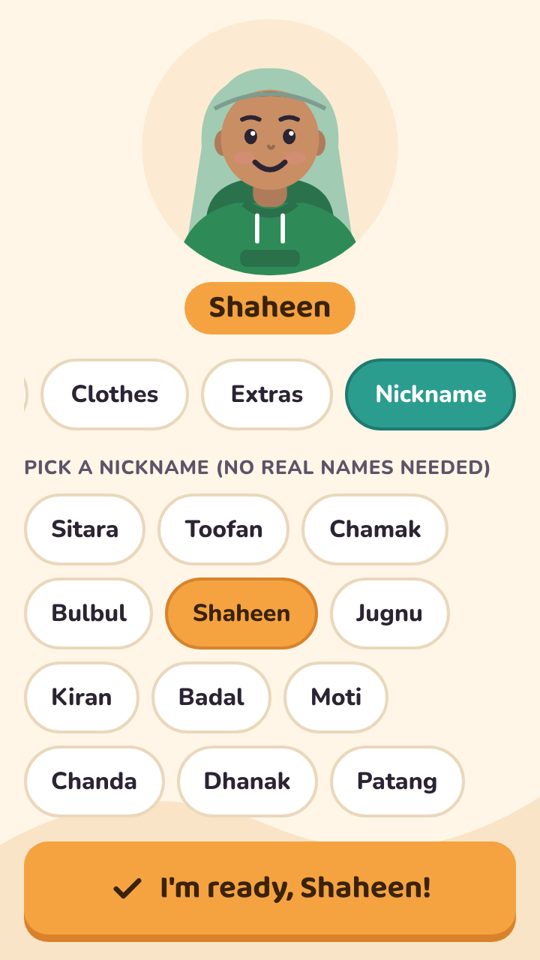 Shaheen
Clothes Extras Nickname
PICK A NICKNAME (NO REAL NAMES NEEDED)
Sitara Toofan Chamak
Bulbul Shaheen Jugnu
Kiran Badal Moti
Chanda Dhanak Patang
I'm ready, Shaheen!